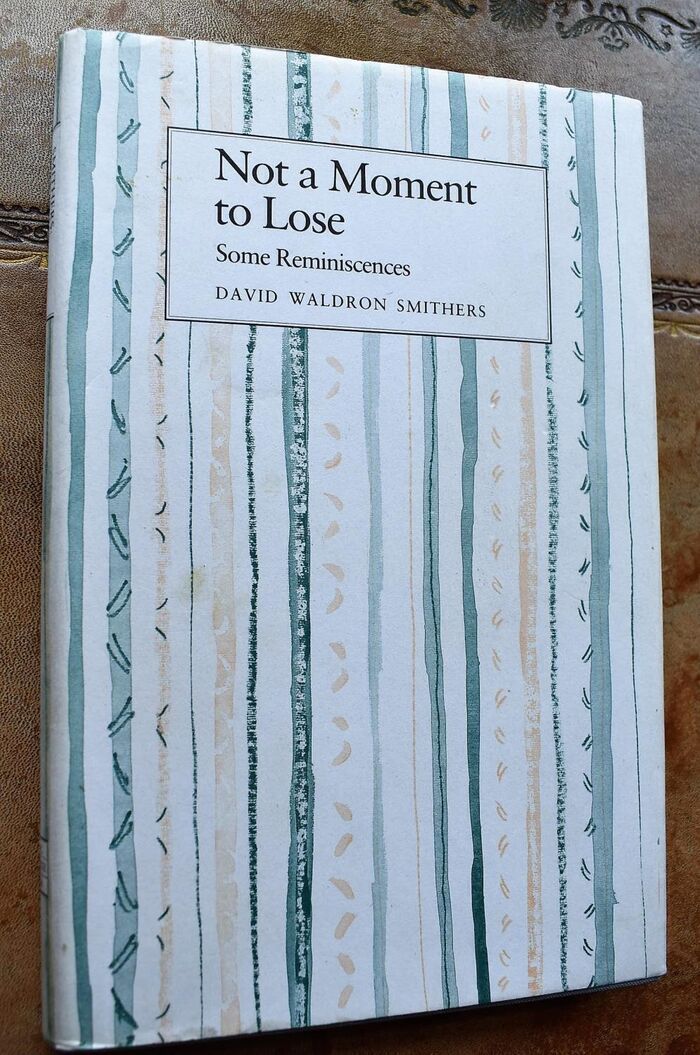 Not a Moment
to Lose
Some Reminiscences
DAVID WALDRON SMITHERS